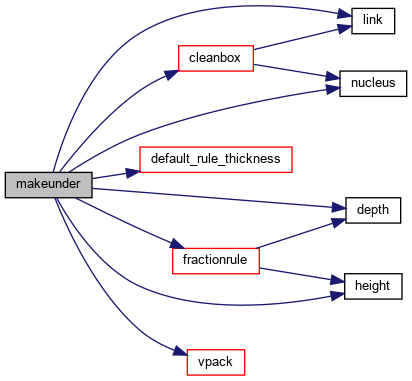 link
cleanbox
nucleus
default_rule_thickness
makeunder
depth
fractionrule
height
vpack